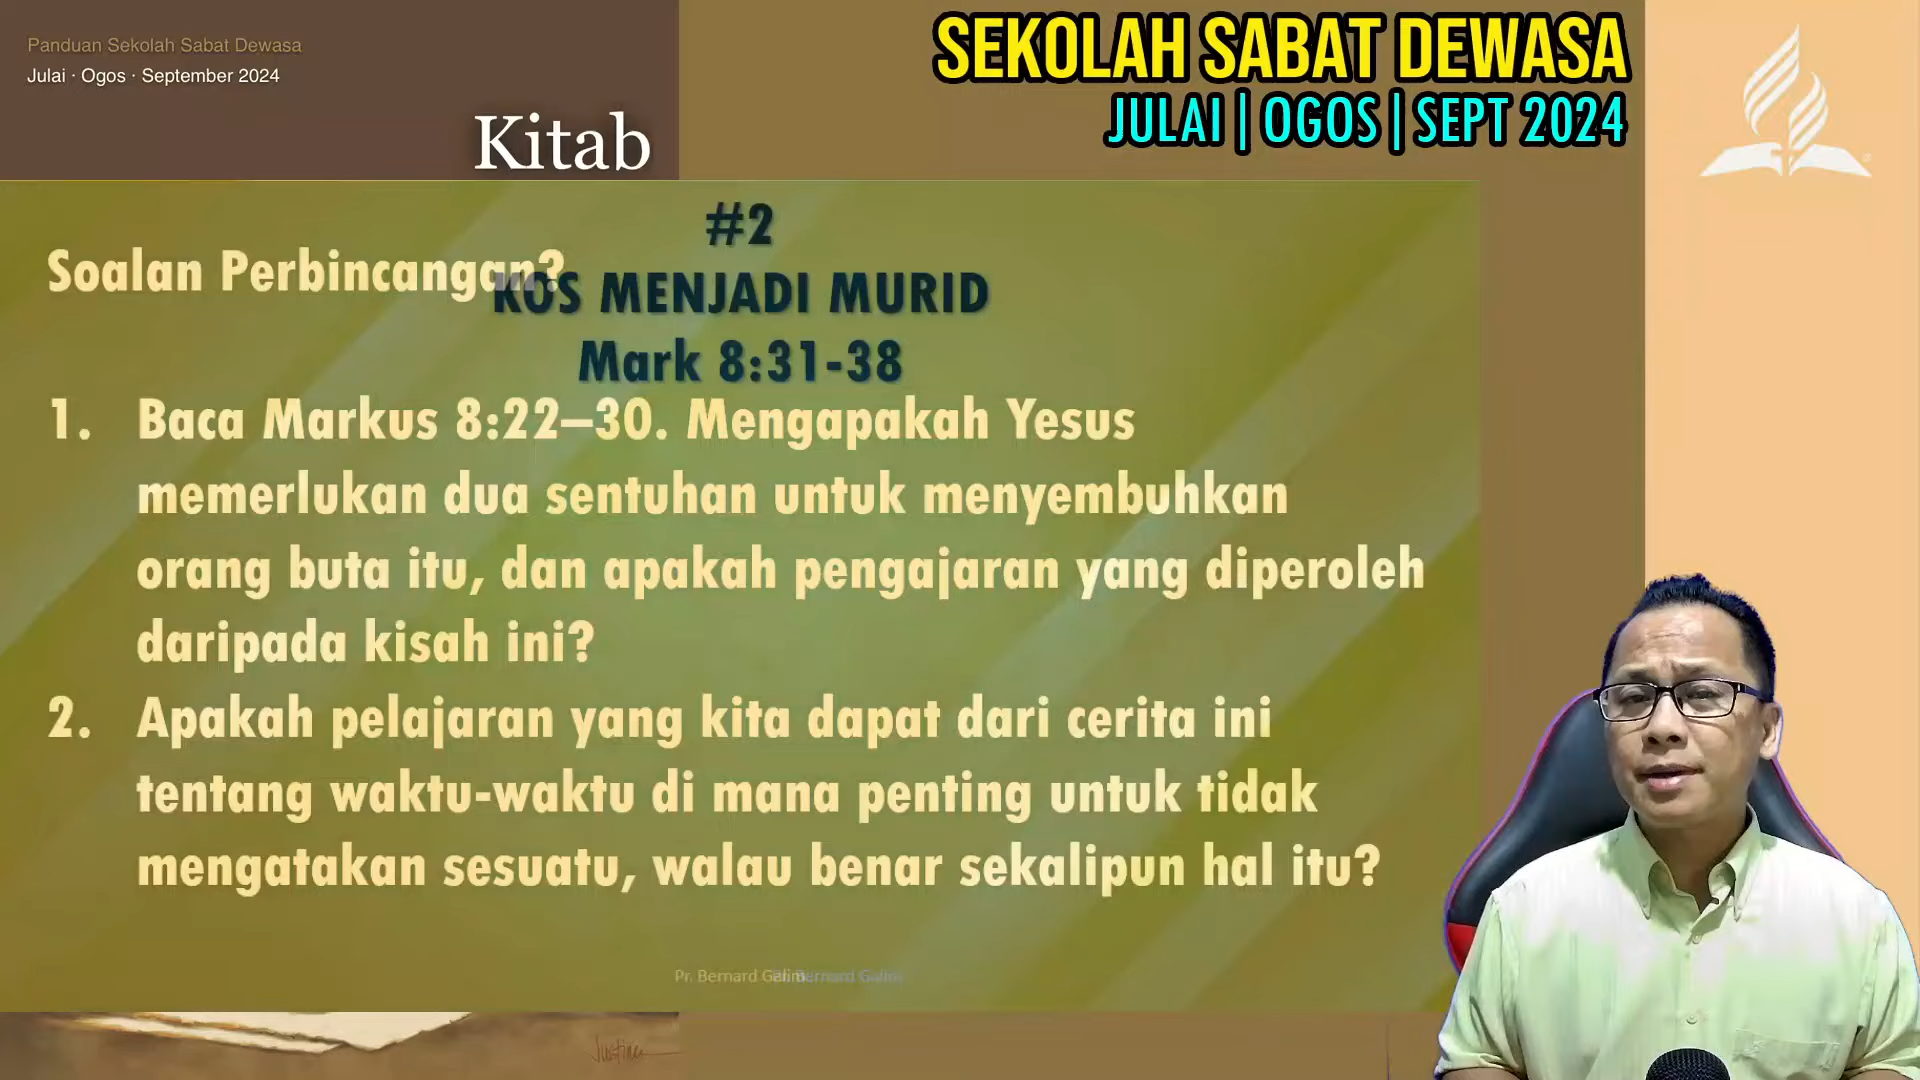 Panduan Sekolah Sabat Dewasa
Julai · Ogos · September 2024
Kitab
SEKOLAH SABAT DEWASA
JULAI | OGOS | SEPT 2024
#2
Soalan Perbincangan?
KOS MENJADI MURID
Mark 8:31-38
1. Baca Markus 8:22–30. Mengapakah Yesus
memerlukan dua sentuhan untuk menyembuhkan
orang buta itu, dan apakah pengajaran yang diperoleh
daripada kisah ini?
2. Apakah pelajaran yang kita dapat dari cerita ini
tentang waktu-waktu di mana penting untuk tidak
mengatakan sesuatu, walau benar sekalipun hal itu?
Pr. Bernard Galim